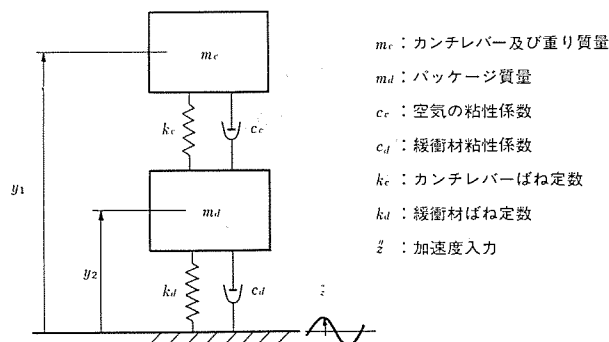 mc
kc
cc
md
kd
cd
y1
y2
z̈
mc：カンチレバー及び重り質量
md：パッケージ質量
cc：空気の粘性係数
cd：緩衝材粘性係数
kc：カンチレバーばね定数
kd：緩衝材ばね定数
z̈：加速度入力